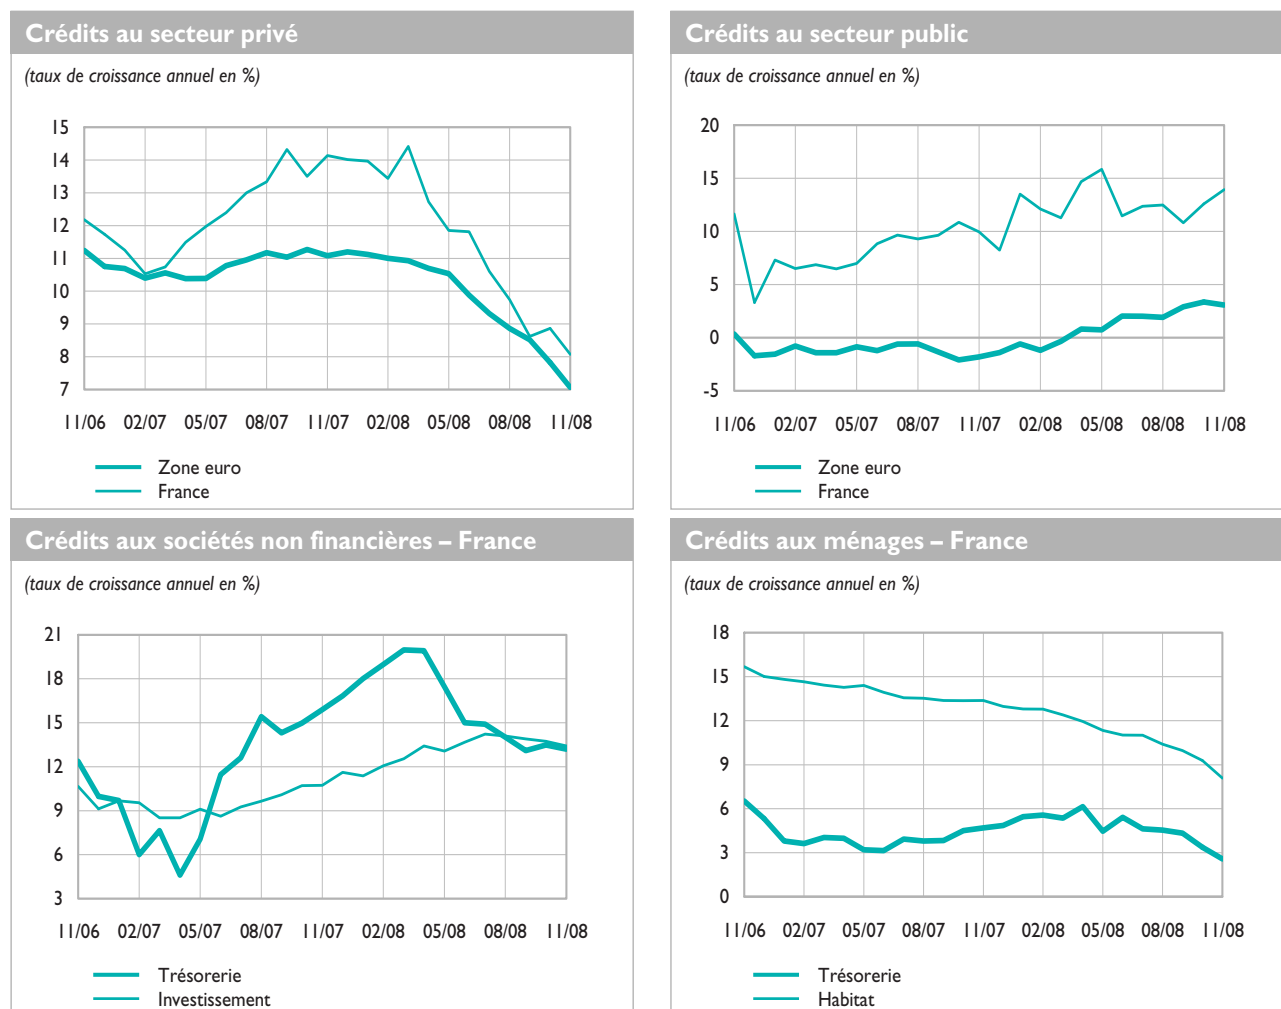 Crédits au secteur privé
(taux de croissance annuel en %)
15
14
13
12
11
10
9
8
7
11/06 02/07 05/07 08/07 11/07 02/08 05/08 08/08 11/08
Zone euro
France
Crédits au secteur public
(taux de croissance annuel en %)
20
15
10
5
0
-5
11/06 02/07 05/07 08/07 11/07 02/08 05/08 08/08 11/08
Zone euro
France
Crédits aux sociétés non financières – France
(taux de croissance annuel en %)
21
18
15
12
9
6
3
11/06 02/07 05/07 08/07 11/07 02/08 05/08 08/08 11/08
Trésorerie
Investissement
Crédits aux ménages – France
(taux de croissance annuel en %)
18
15
12
9
6
3
0
11/06 02/07 05/07 08/07 11/07 02/08 05/08 08/08 11/08
Trésorerie
Habitat